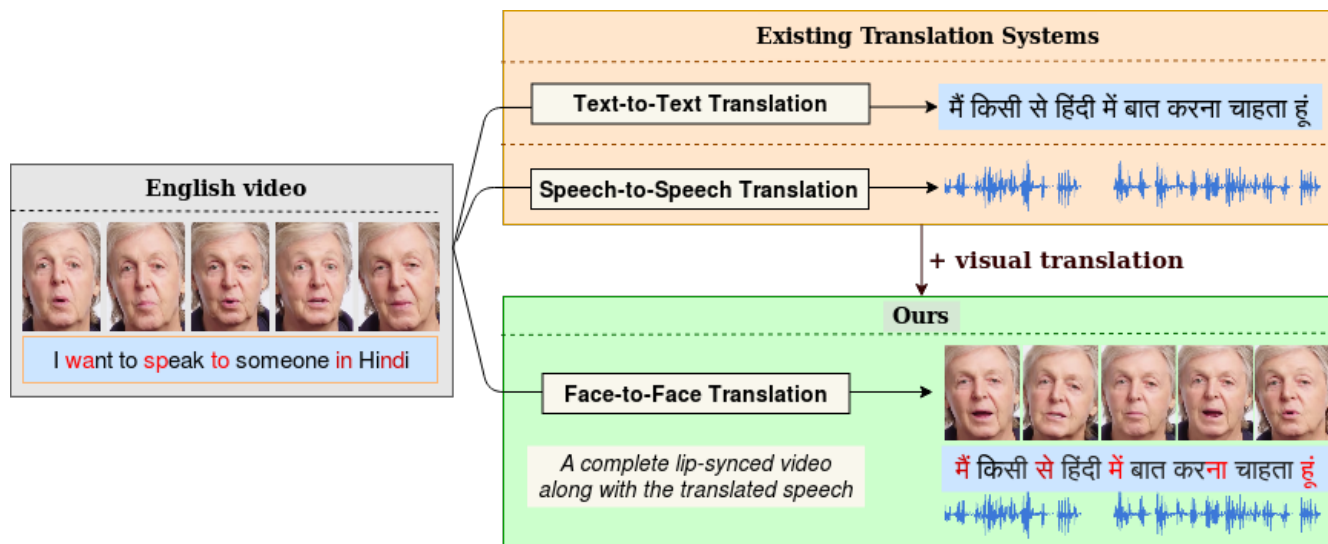 Existing Translation Systems
Text-to-Text Translation
मैं किसी से हिंदी में बात करना चाहता हूं
English video
Speech-to-Speech Translation
+ visual translation
Ours
I want to speak to someone in Hindi
Face-to-Face Translation
A complete lip-synced video
along with the translated speech
मैं किसी से हिंदी में बात करना चाहता हूं